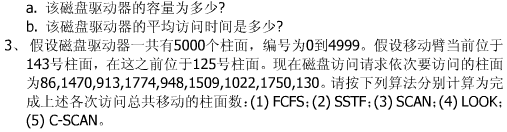 a. 该磁盘驱动器的容量为多少?
b. 该磁盘驱动器的平均访问时间是多少?
3、假设磁盘驱动器一共有5000个柱面，编号为0到4999。假设移动臂当前位于
143号柱面，在这之前位于125号柱面。现在磁盘访问请求依次要访问的柱面
为86,1470,913,1774,948,1509,1022,1750,130。请按下列算法分别计算为完
成上述各次访问总共移动的柱面数：(1) FCFS; (2) SSTF; (3) SCAN; (4) LOOK;
(5) C-SCAN。